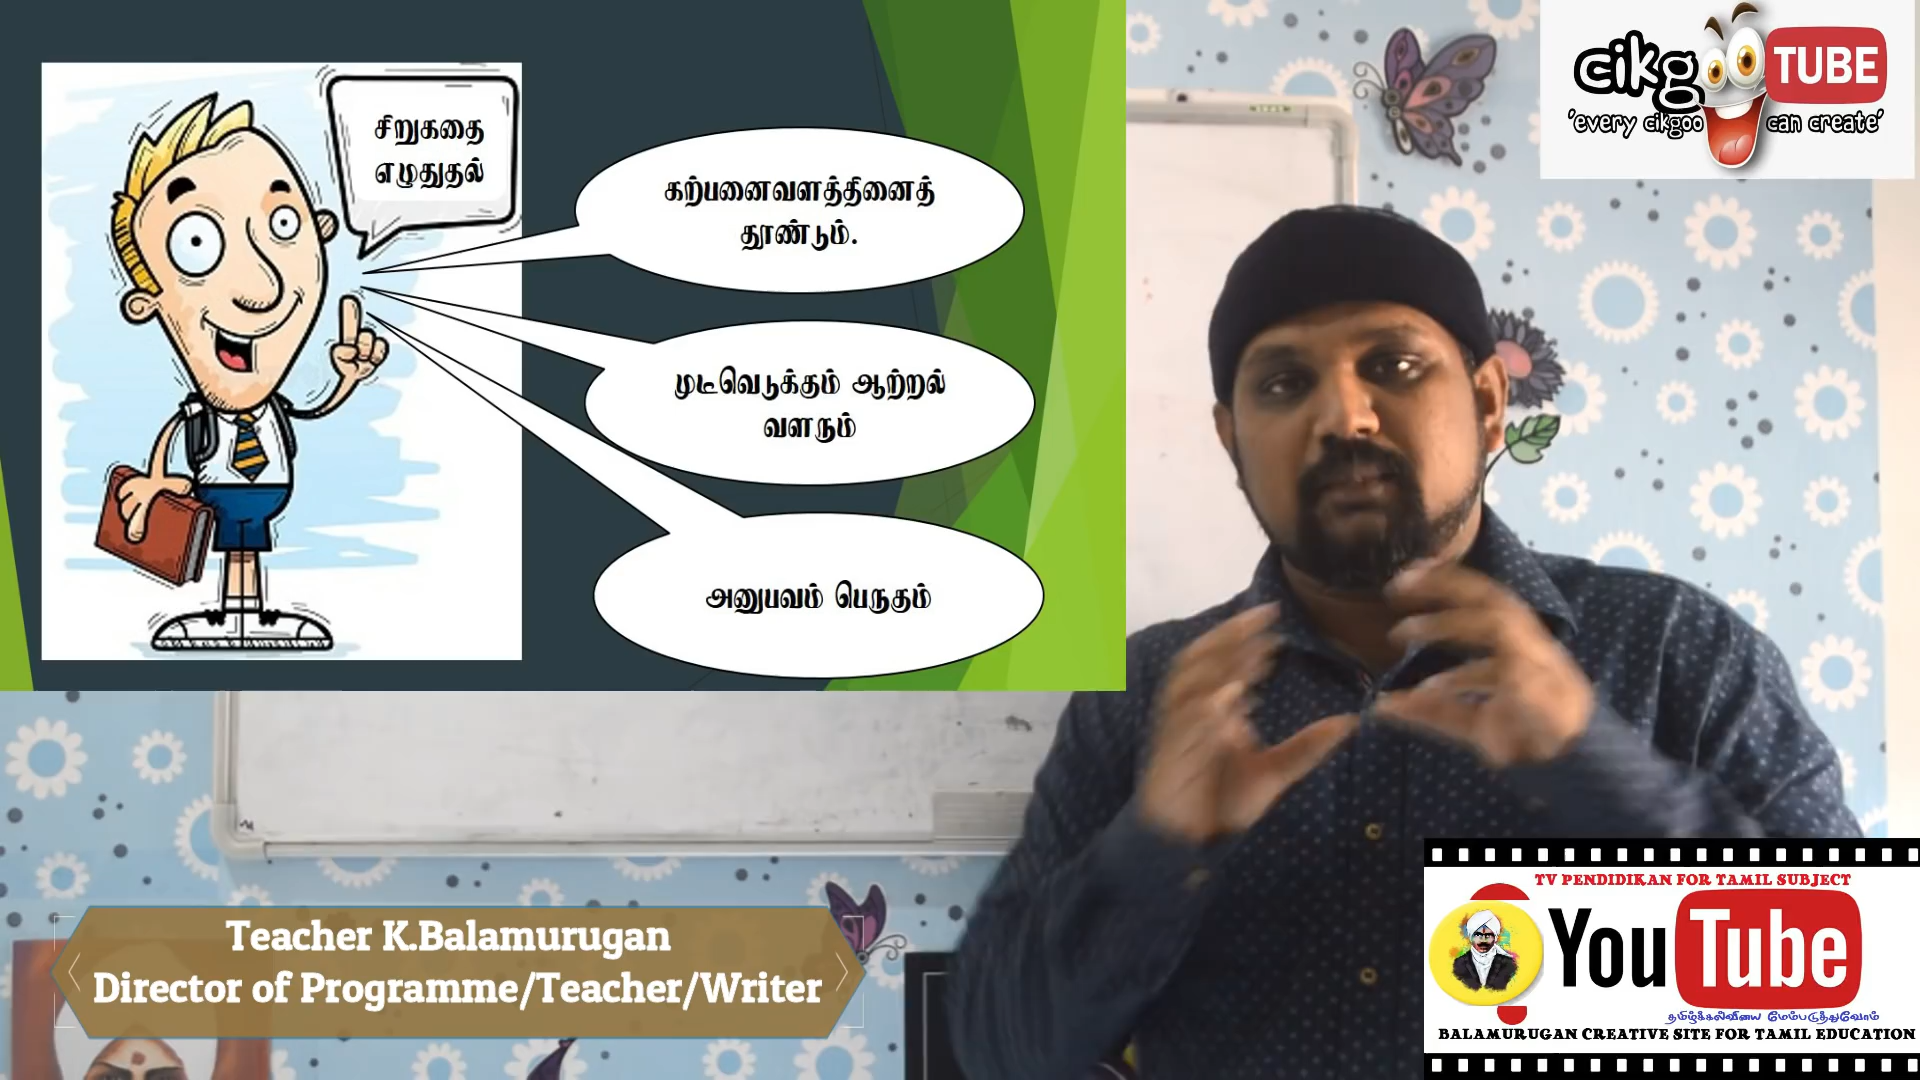 சிறுகதை
எழுதுதல்
கற்பனைவளத்தினைத்
தூண்டும்.
முடிவெடுக்கும் ஆற்றல்
வளரும்
அனுபவம் பெருகும்
cikgoo TUBE
'every cikgoo can create'
Teacher K.Balamurugan
Director of Programme/Teacher/Writer
TV PENDIDIKAN FOR TAMIL SUBJECT
YouTube
தமிழ்க்கல்வியை மேம்படுத்துவோம்
BALAMURUGAN CREATIVE SITE FOR TAMIL EDUCATION